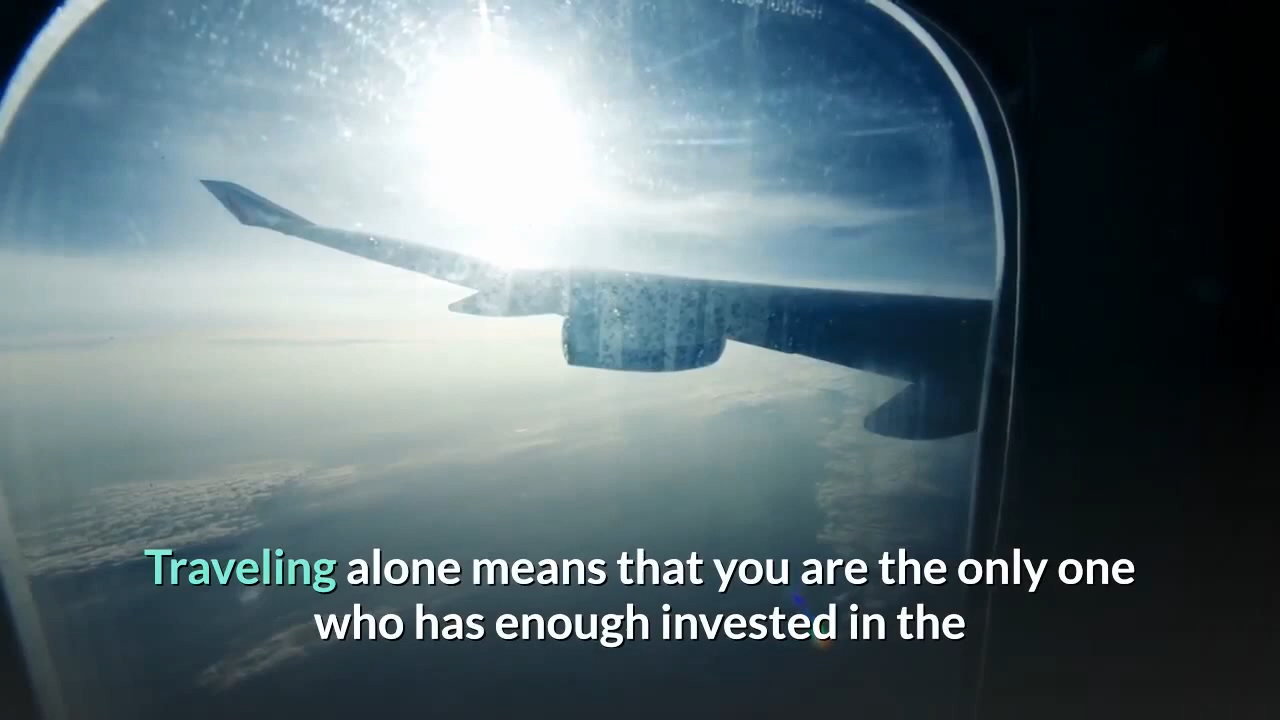 Traveling alone means that you are the only one
who has enough invested in the